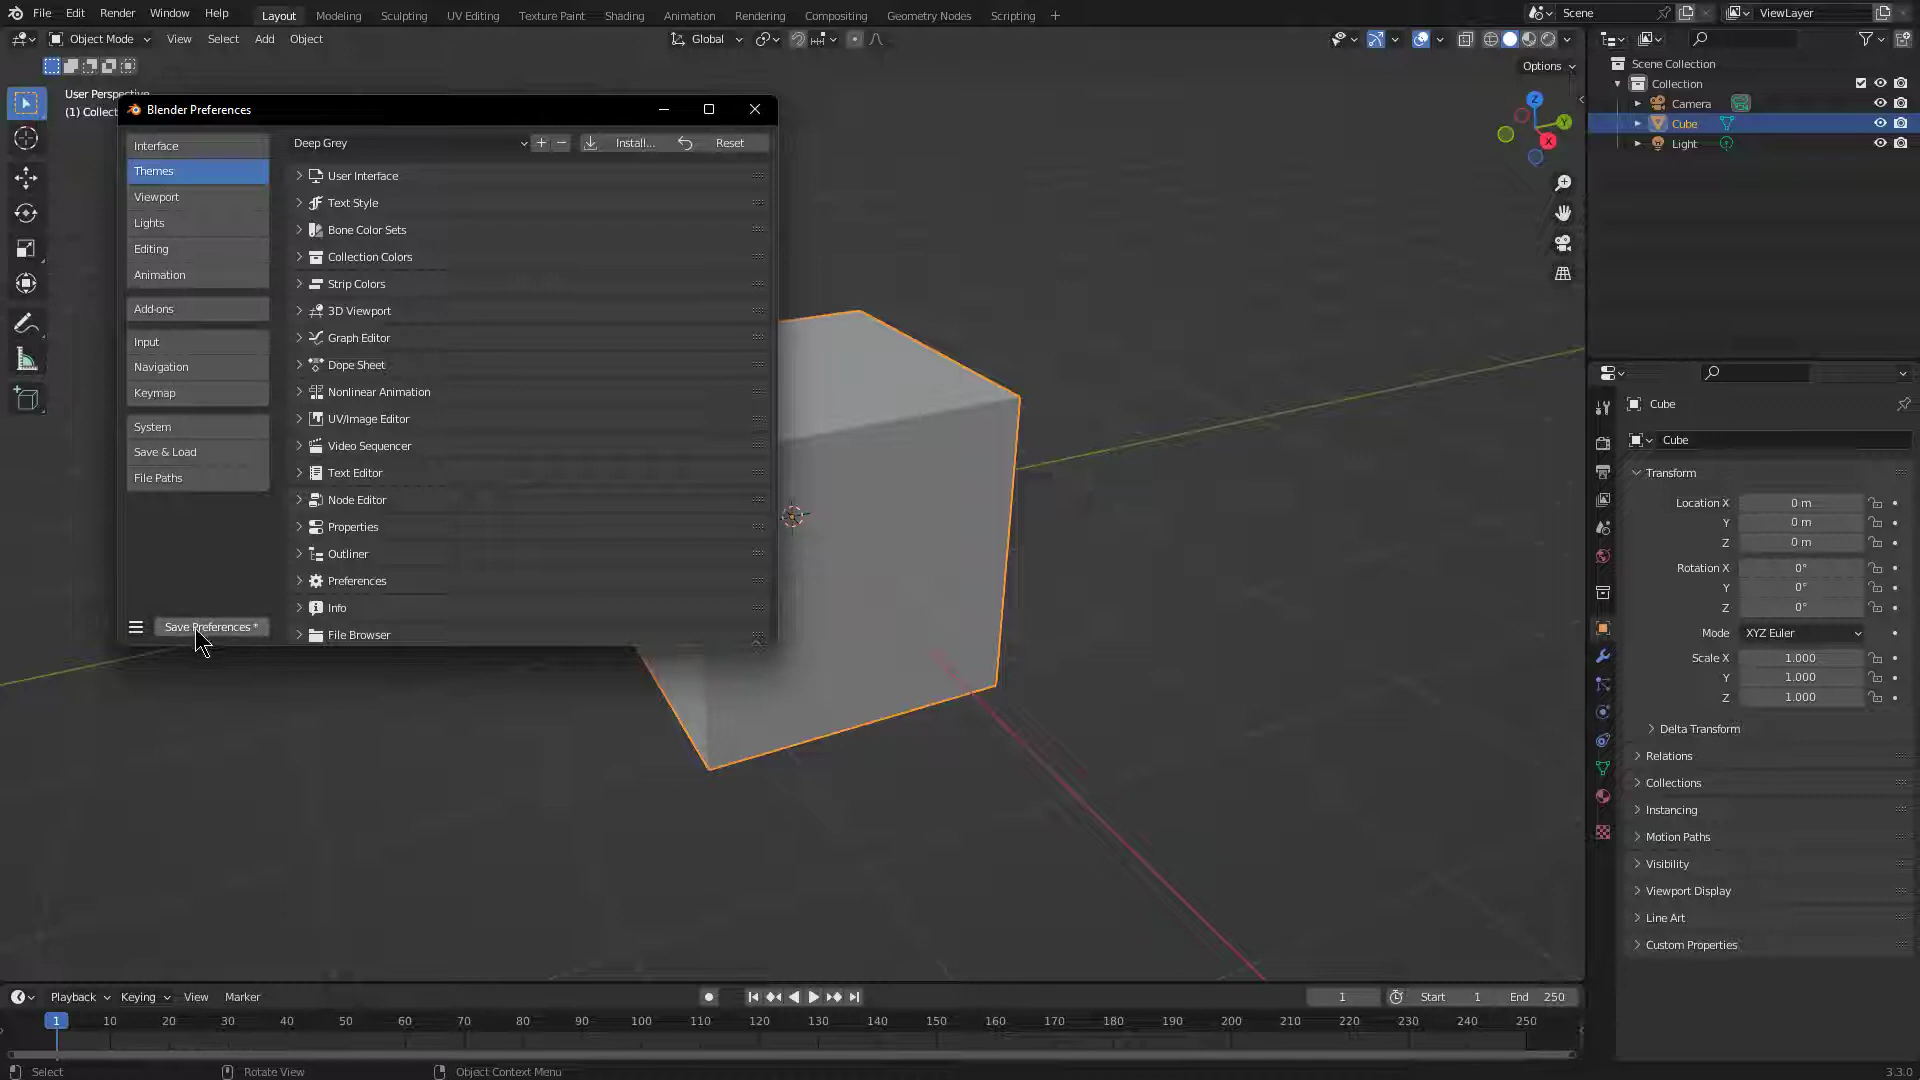 File Edit Render Window Help Layout Modeling Sculpting UV Editing Texture Paint Shading Animation Rendering Compositing Geometry Nodes Scripting + Scene ViewLayer
Object Mode View Select Add Object Global
Options
User Perspective
(1) Collect
Blender Preferences
Interface
Themes
Viewport
Lights
Editing
Animation
Add-ons
Input
Navigation
Keymap
System
Save & Load
File Paths
Save Preferences *
Deep Grey Install... Reset
User Interface
Text Style
Bone Color Sets
Collection Colors
Strip Colors
3D Viewport
Graph Editor
Dope Sheet
Nonlinear Animation
UV/Image Editor
Video Sequencer
Text Editor
Node Editor
Properties
Outliner
Preferences
Info
File Browser
Z
Y
X
Scene Collection
Collection
Camera
Cube
Light
Cube
Cube
Transform
Location X 0 m
Y 0 m
Z 0 m
Rotation X 0°
Y 0°
Z 0°
Mode XYZ Euler
Scale X 1.000
Y 1.000
Z 1.000
Delta Transform
Relations
Collections
Instancing
Motion Paths
Visibility
Viewport Display
Line Art
Custom Properties
Playback Keying View Marker 1 Start 1 End 250
1 10 20 30 40 50 60 70 80 90 100 110 120 130 140 150 160 170 180 190 200 210 220 230 240 250
Select Rotate View Object Context Menu 3.3.0